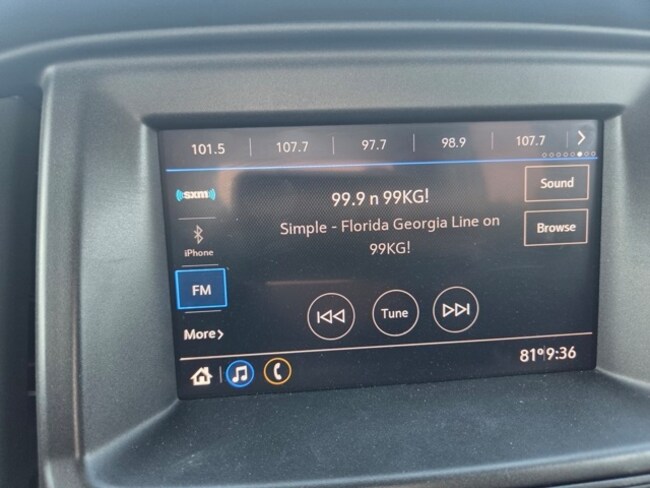 101.5 107.7 97.7 98.9 107.7
sxm
99.9 n 99KG!
Sound
Simple - Florida Georgia Line on
99KG!
Browse
iPhone
FM
Tune
More
81° 9:36